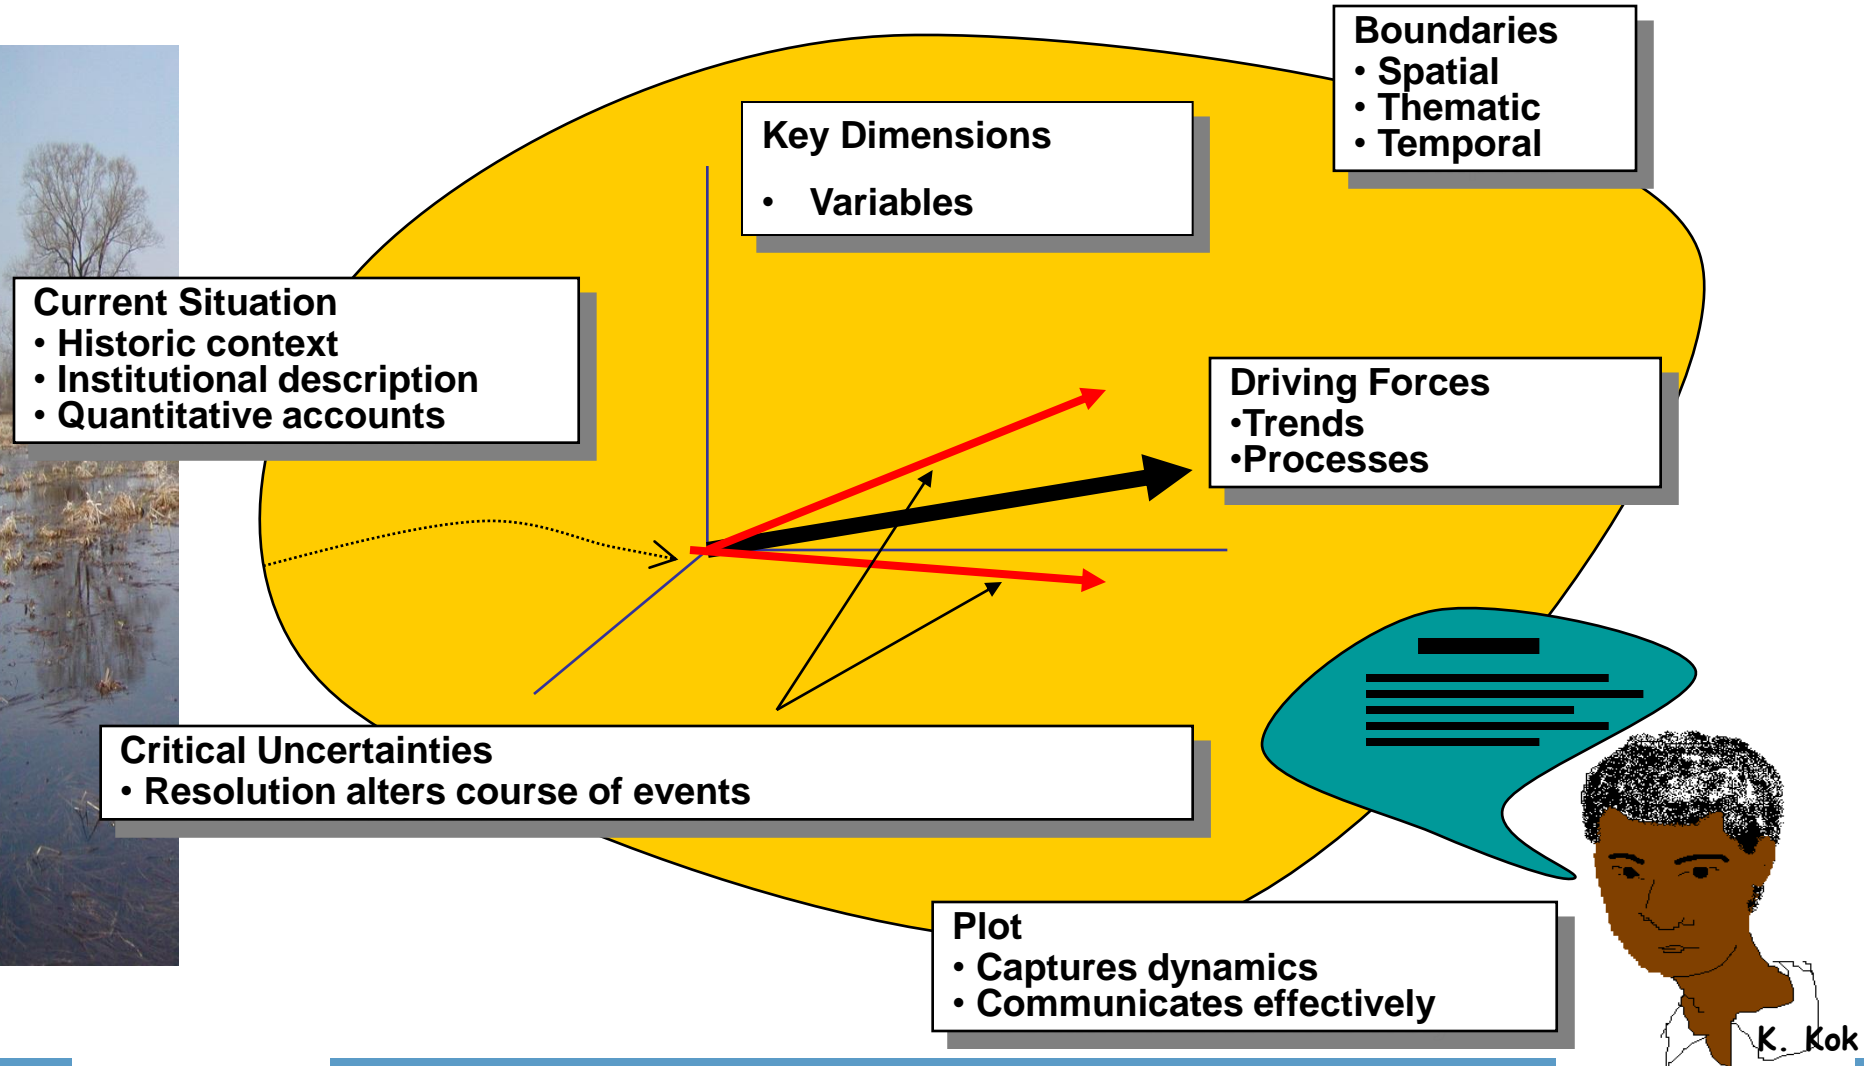 Boundaries
• Spatial
• Thematic
• Temporal
Key Dimensions
• Variables
Current Situation
• Historic context
• Institutional description
• Quantitative accounts
Driving Forces
•Trends
•Processes
Critical Uncertainties
• Resolution alters course of events
Plot
• Captures dynamics
• Communicates effectively
K. Kok